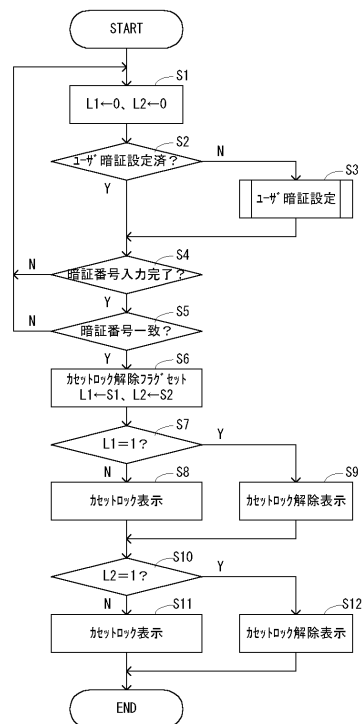 START
S1
L1←0、L2←0
S2
ﾕｰｻﾞ暗証設定済?
N
Y
S3
ﾕｰｻﾞ暗証設定
S4
N
暗証番号入力完了?
Y
S5
N
暗証番号一致?
Y
S6
ｶｾｯﾄﾛｯｸ解除ﾌﾗｸﾞｾｯﾄ
L1←S1、L2←S2
S7
L1=1?
Y
N
S8
ｶｾｯﾄﾛｯｸ表示
S9
ｶｾｯﾄﾛｯｸ解除表示
S10
L2=1?
Y
N
S11
ｶｾｯﾄﾛｯｸ表示
S12
ｶｾｯﾄﾛｯｸ解除表示
END